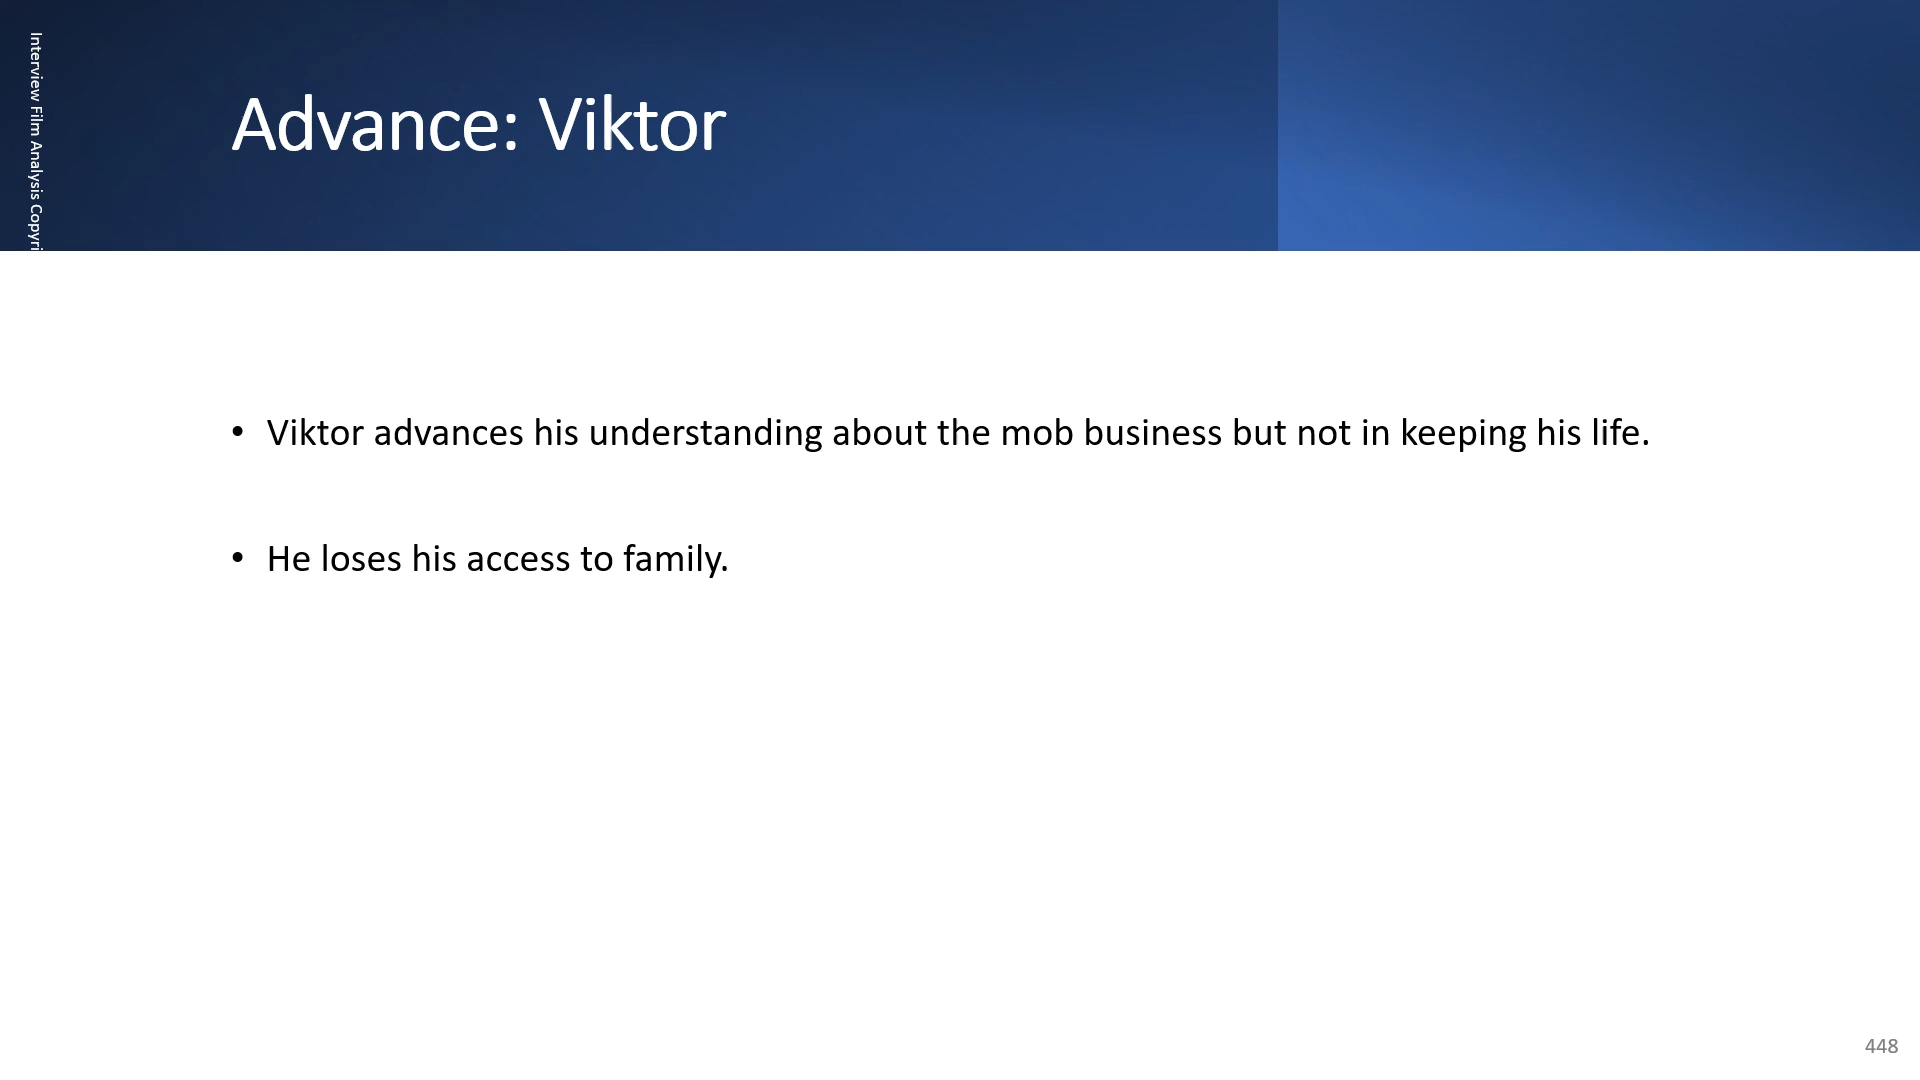 Interview Film Analysis
Advance: Viktor
• Viktor advances his understanding about the mob business but not in keeping his life.
• He loses his access to family.
448